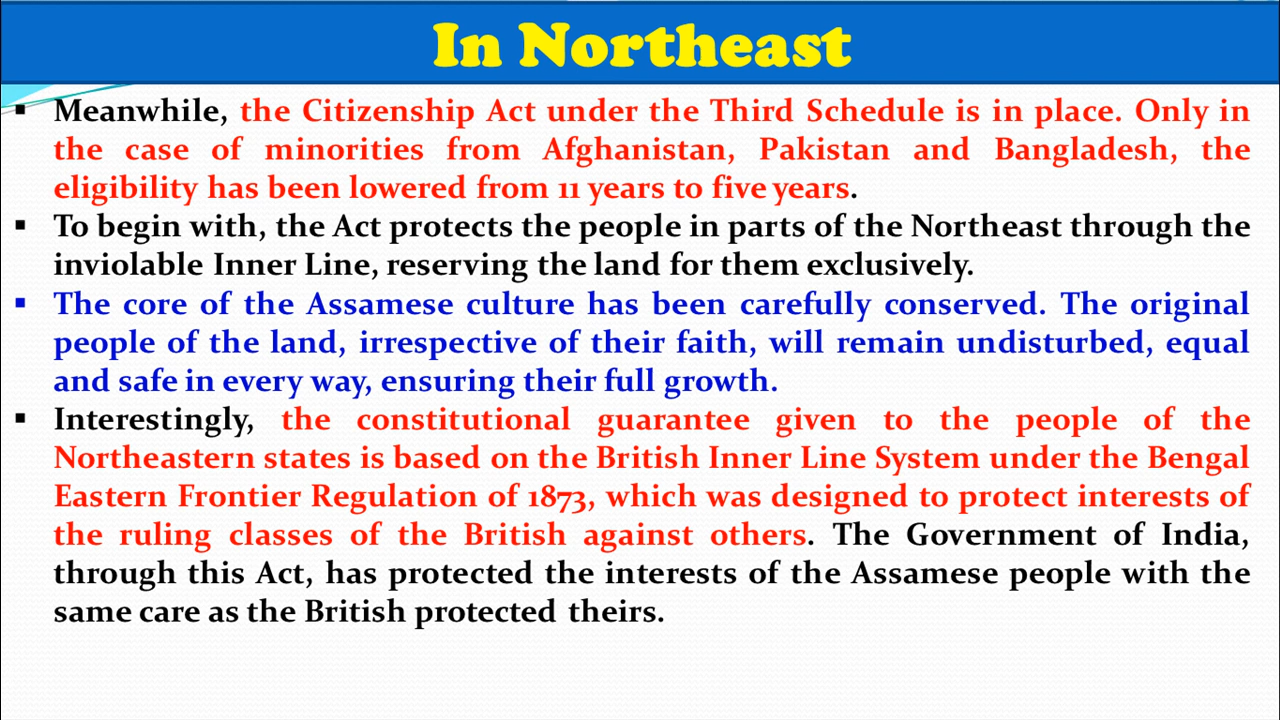 In Northeast
▪ Meanwhile, the Citizenship Act under the Third Schedule is in place. Only in
the case of minorities from Afghanistan, Pakistan and Bangladesh, the
eligibility has been lowered from 11 years to five years.
▪ To begin with, the Act protects the people in parts of the Northeast through the
inviolable Inner Line, reserving the land for them exclusively.
▪ The core of the Assamese culture has been carefully conserved. The original
people of the land, irrespective of their faith, will remain undisturbed, equal
and safe in every way, ensuring their full growth.
▪ Interestingly, the constitutional guarantee given to the people of the
Northeastern states is based on the British Inner Line System under the Bengal
Eastern Frontier Regulation of 1873, which was designed to protect interests of
the ruling classes of the British against others. The Government of India,
through this Act, has protected the interests of the Assamese people with the
same care as the British protected theirs.